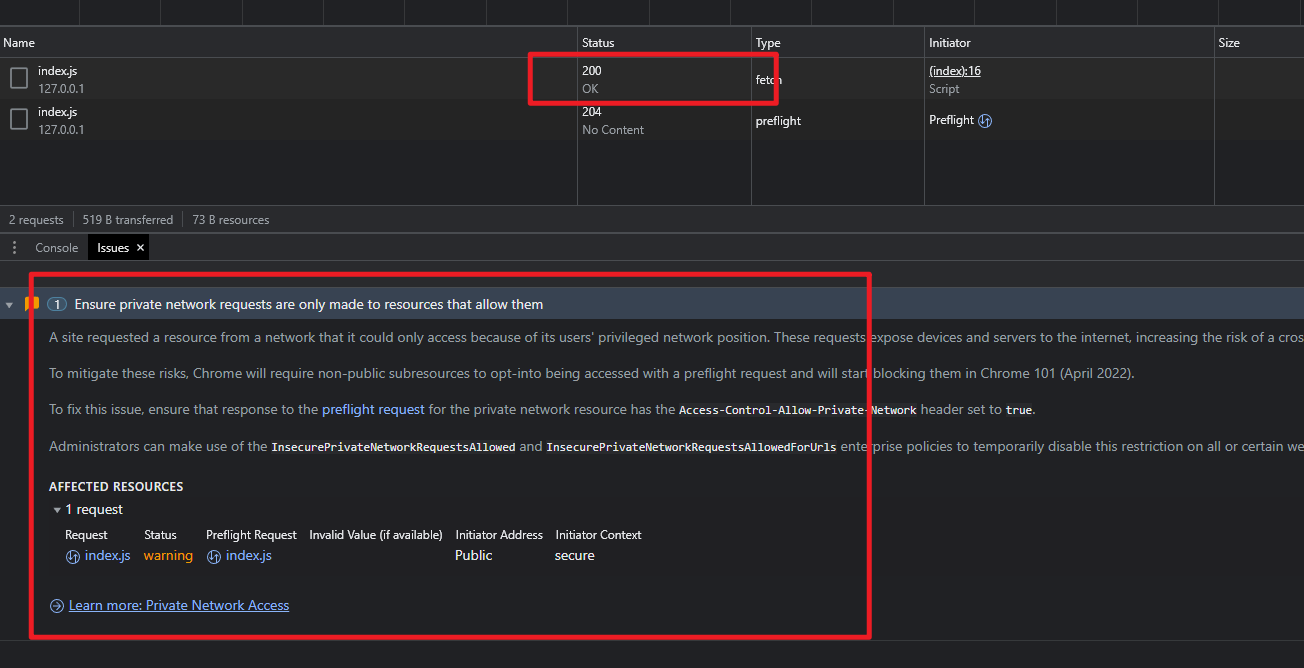 Name Status Type Initiator Size
index.js 200 fetch (index):16
127.0.0.1 OK Script
index.js 204 preflight Preflight
127.0.0.1 No Content
2 requests 519 B transferred 73 B resources
Console Issues ×
1 Ensure private network requests are only made to resources that allow them
A site requested a resource from a network that it could only access because of its users' privileged network position. These requests expose devices and servers to the internet, increasing the risk of a cros
To mitigate these risks, Chrome will require non-public subresources to opt-into being accessed with a preflight request and will start blocking them in Chrome 101 (April 2022).
To fix this issue, ensure that response to the preflight request for the private network resource has the Access-Control-Allow-Private-Network header set to true.
Administrators can make use of the InsecurePrivateNetworkRequestsAllowed and InsecurePrivateNetworkRequestsAllowedForUrls enterprise policies to temporarily disable this restriction on all or certain we
AFFECTED RESOURCES
1 request
Request Status Preflight Request Invalid Value (if available) Initiator Address Initiator Context
index.js warning index.js Public secure
Learn more: Private Network Access